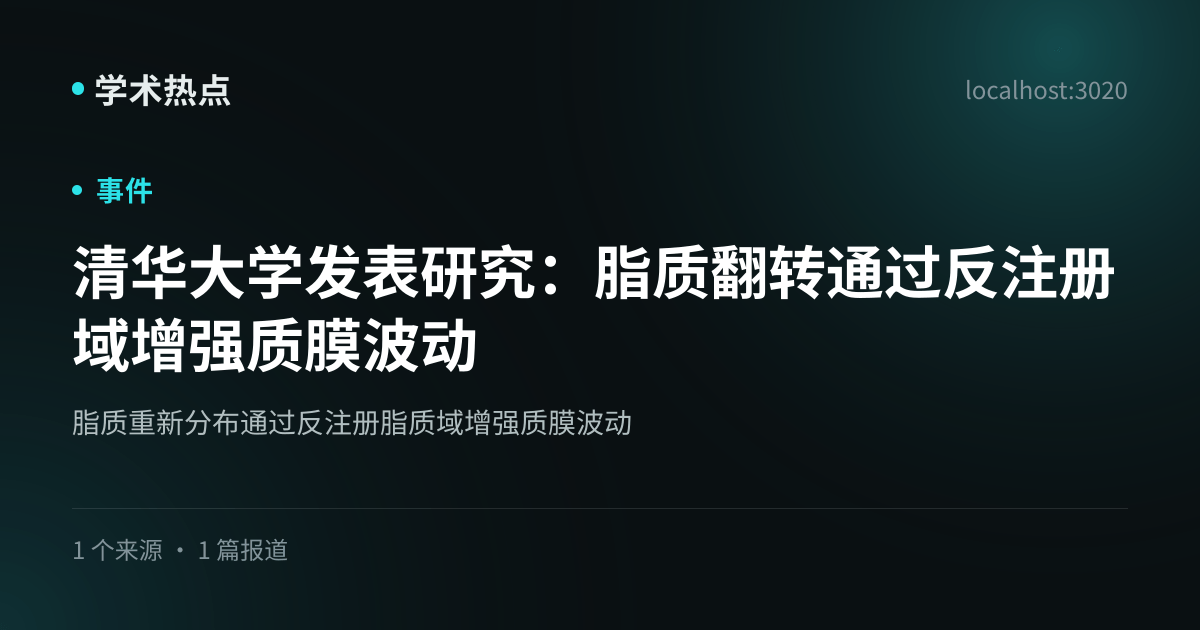 学术热点
localhost:3020
事件
清华大学发表研究：脂质翻转通过反注册
域增强质膜波动
脂质重新分布通过反注册脂质域增强质膜波动
1 个来源 · 1 篇报道